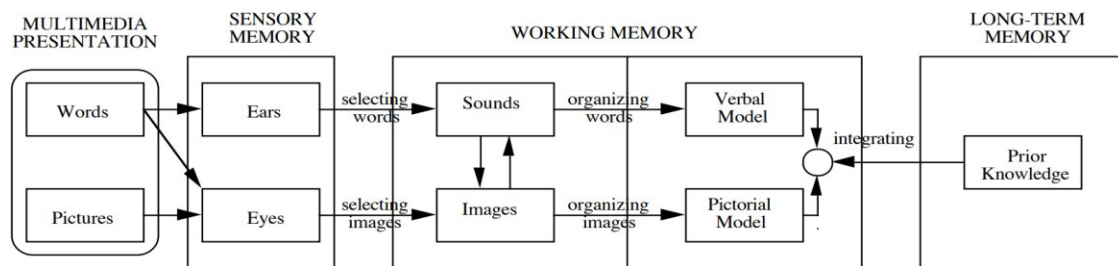 MULTIMEDIA
PRESENTATION
SENSORY
MEMORY
WORKING MEMORY
LONG-TERM
MEMORY
Words
Ears
selecting
words
Sounds
organizing
words
Verbal
Model
integrating
Prior
Knowledge
Pictures
Eyes
selecting
images
Images
organizing
images
Pictorial
Model